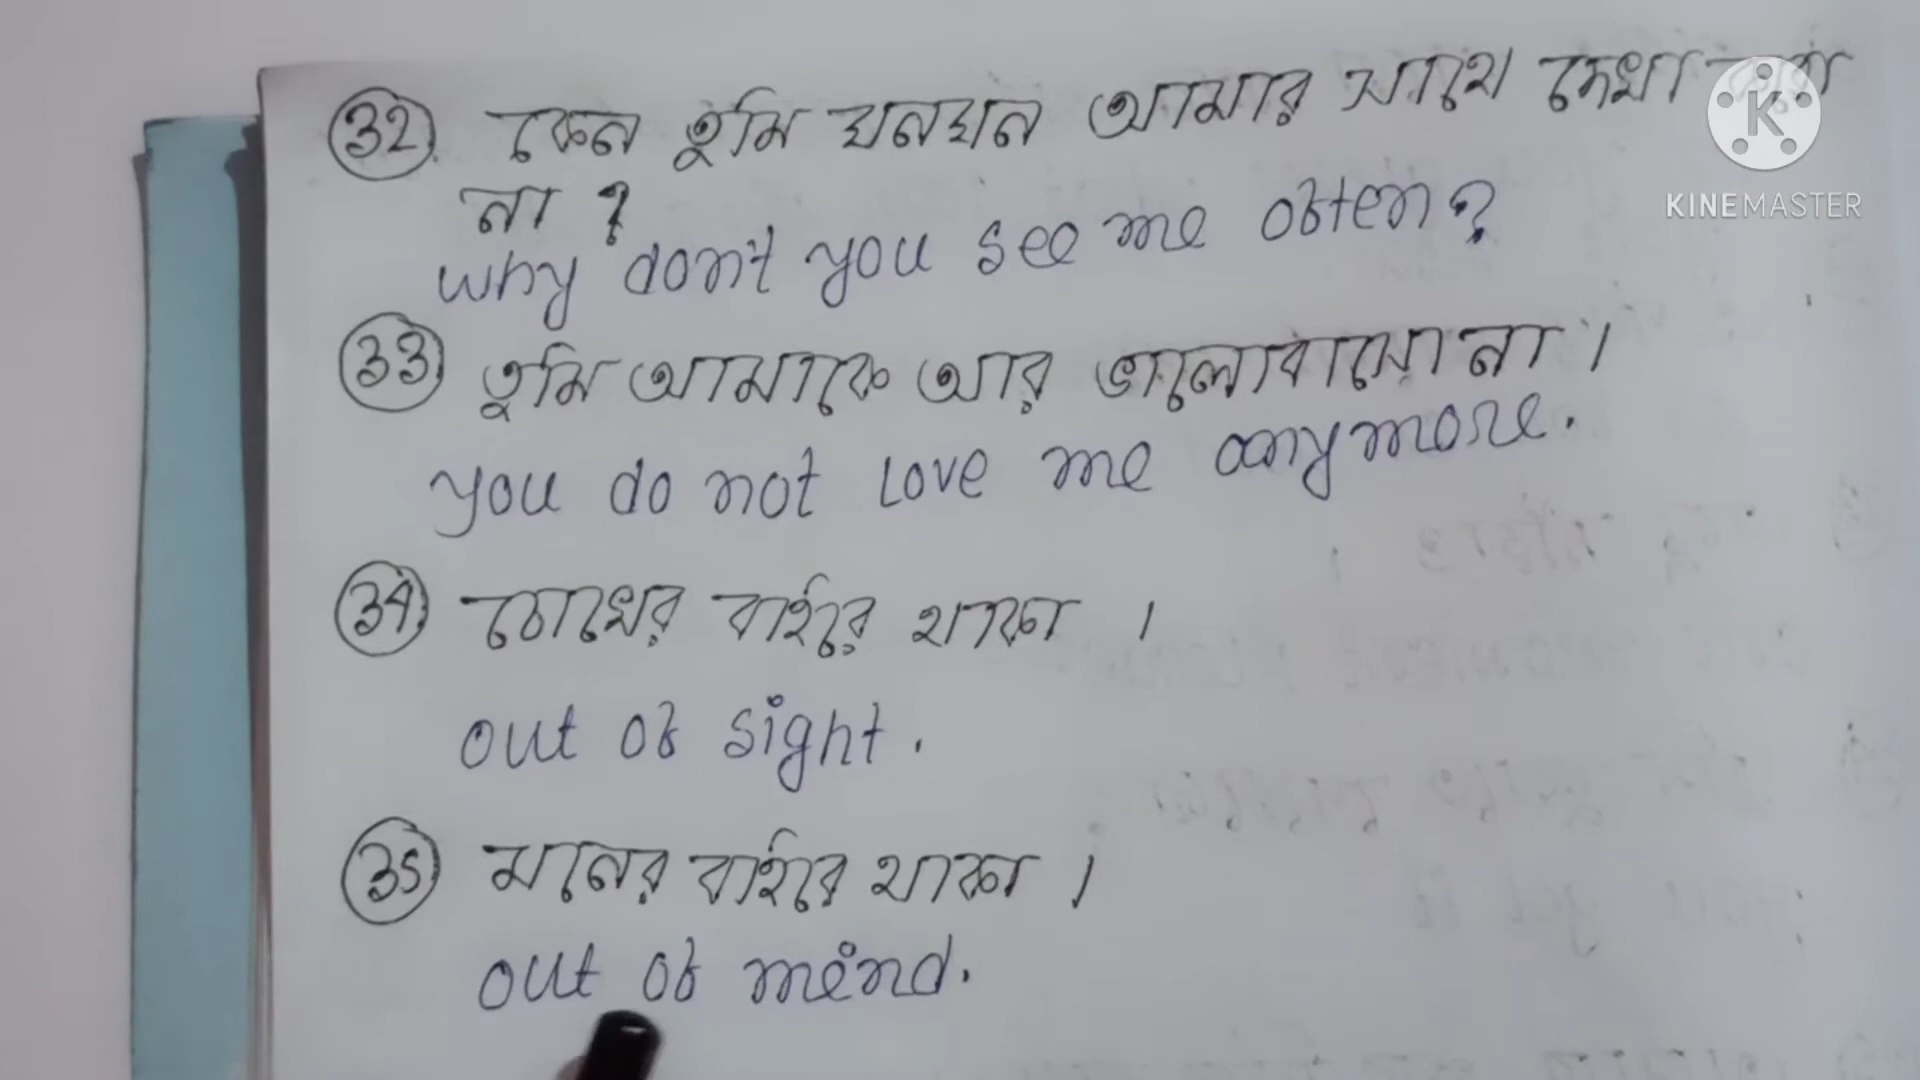 32. কেন তুমি ঘনঘন আমার সাথে দেখা
না ?
why don't you see me often?
33. তুমি আমাকে আর ভালোবাসো না ।
you do not Love me anymore.
34. চোখের বাইরে থাকা ।
out of sight.
35 মনের বাইরে থাকা ।
out of mind.
K
KINEMASTER